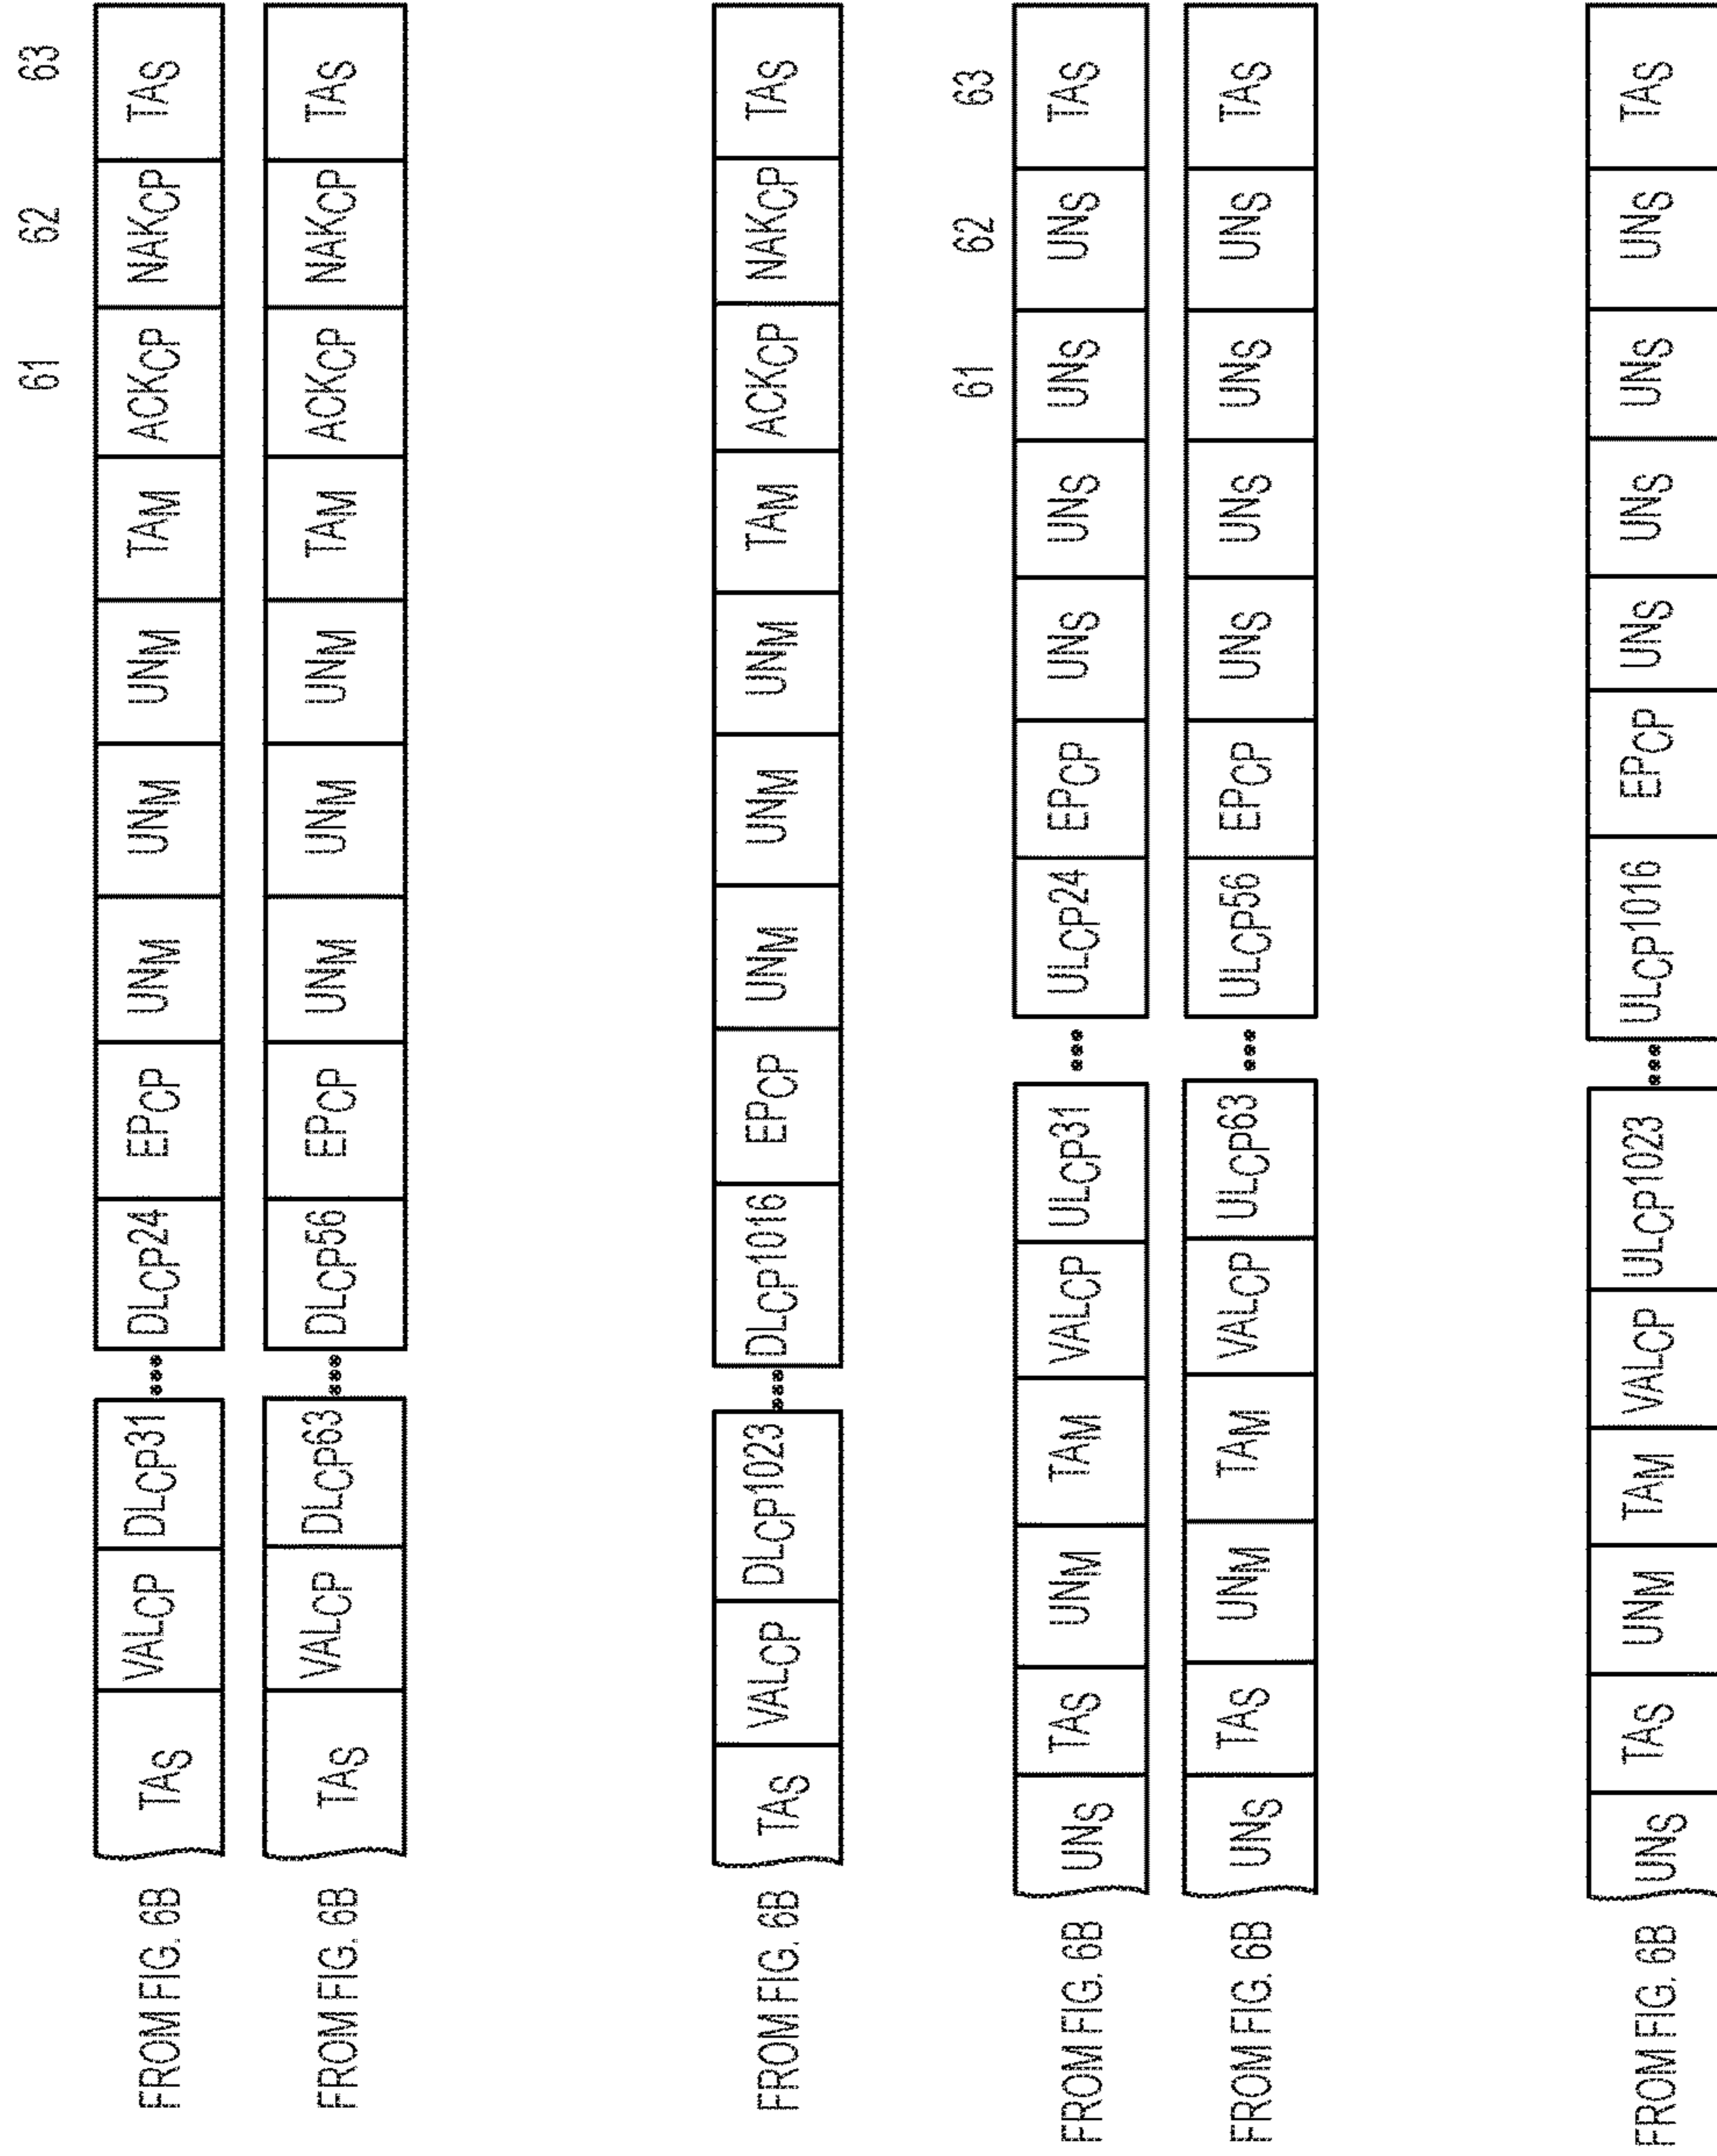 61 62 63
FROM FIG. 6B TAS VALCP DLCP31 ••• DLCP24 EPCP UNM UNM UNM TAM ACKCP NAKCP TAS
FROM FIG. 6B TAS VALCP DLCP63 ••• DLCP56 EPCP UNM UNM UNM TAM ACKCP NAKCP TAS
FROM FIG. 6B TAS VALCP DLCP1023 ••• DLCP1016 EPCP UNM UNM UNM TAM ACKCP NAKCP TAS
61 62 63
FROM FIG. 6B UNS TAS UNM TAM VALCP ULCP31 ••• ULCP24 EPCP UNS UNS UNS UNS TAS
FROM FIG. 6B UNS TAS UNM TAM VALCP ULCP63 ••• ULCP56 EPCP UNS UNS UNS UNS TAS
FROM FIG. 6B UNS TAS UNM TAM VALCP ULCP1023 ••• ULCP1016 EPCP UNS UNS UNS UNS TAS